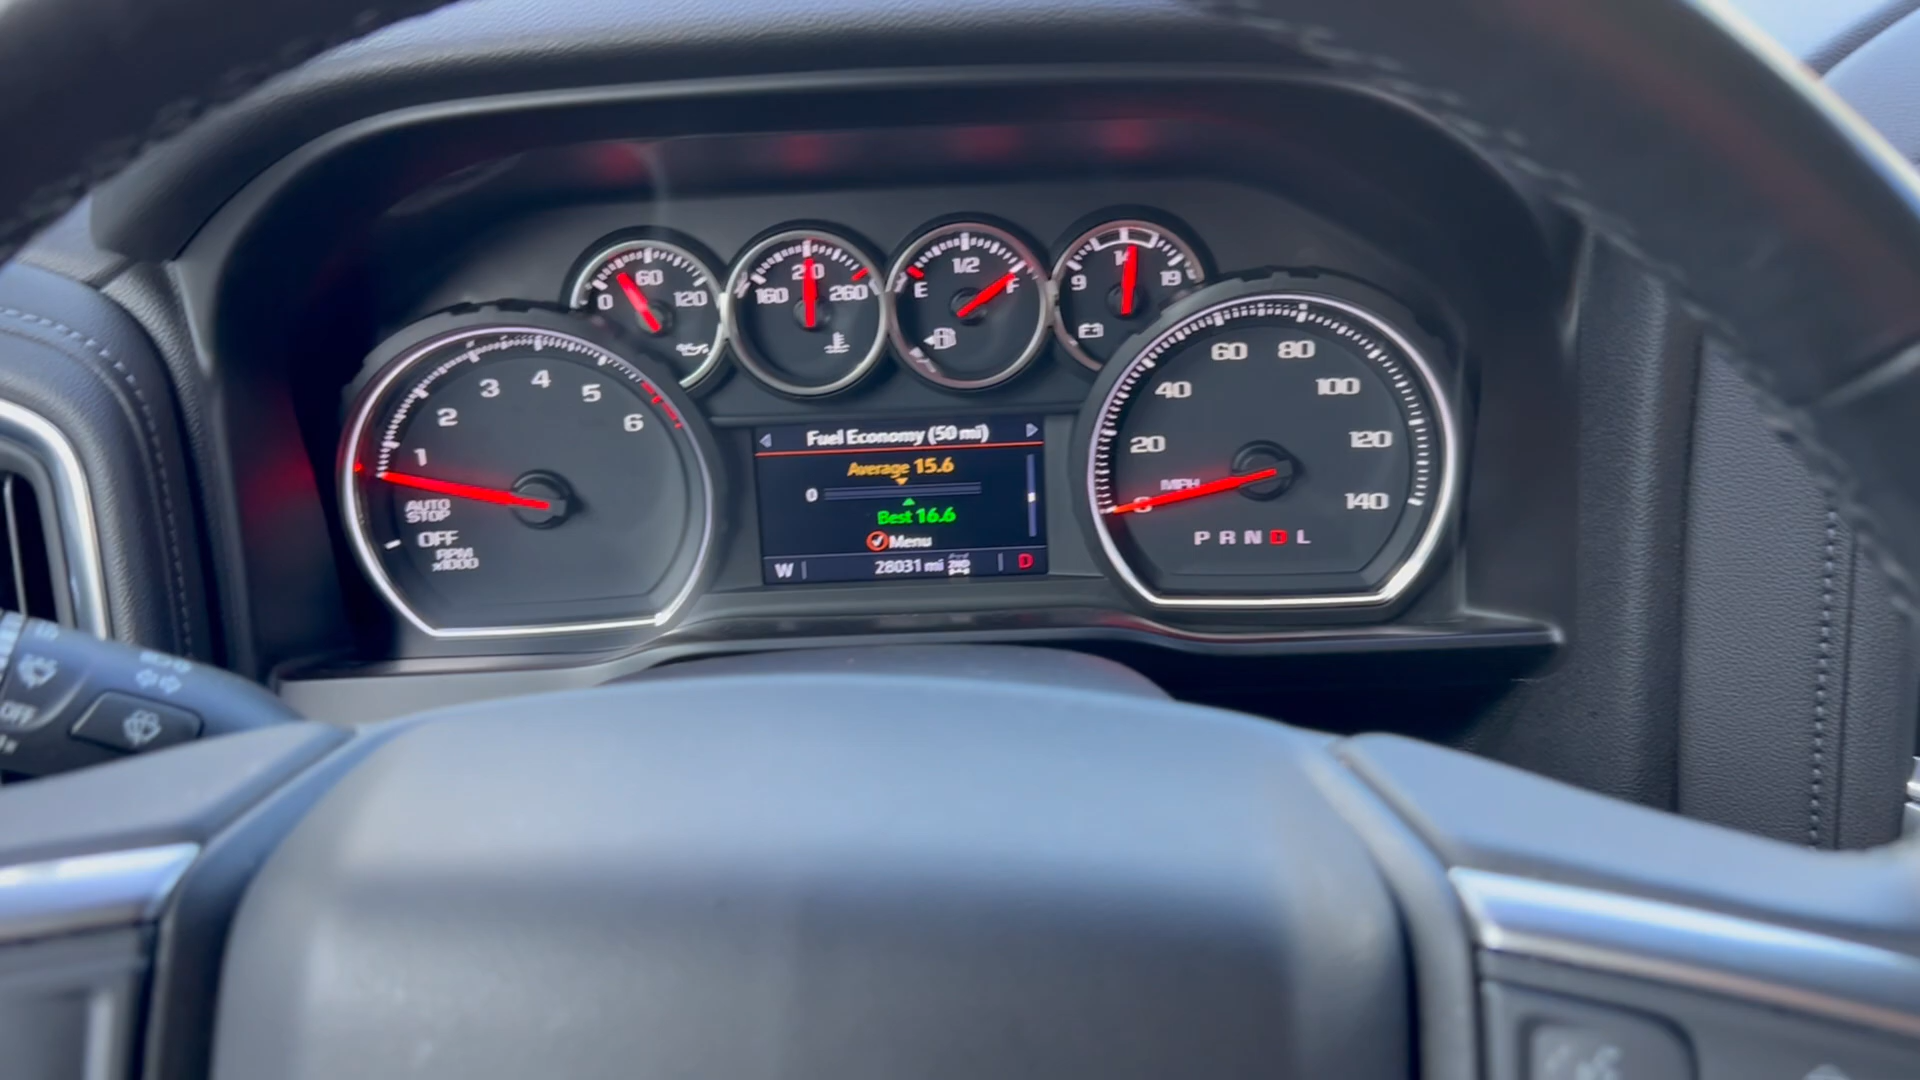 0 60 120
160 210 260
E 1/2 F
9 14 19
1 2 3 4 5 6
AUTO
STOP
OFF
RPM
x1000
Fuel Economy (50 mi)
Average 15.6
0
Best 16.6
Menu
W 28031 mi 2WD D
20 40 60 80 100 120 140
MPH
P R N D L
OFF